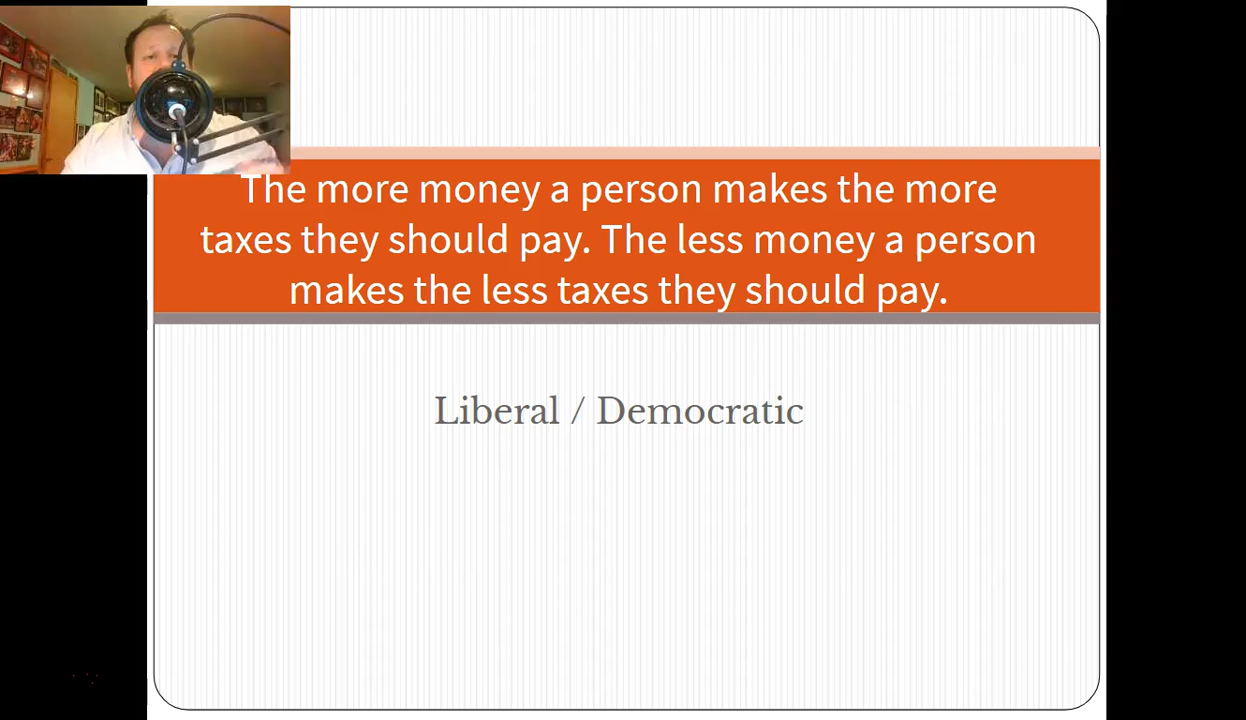 The more money a person makes the more
taxes they should pay. The less money a person
makes the less taxes they should pay.
Liberal / Democratic